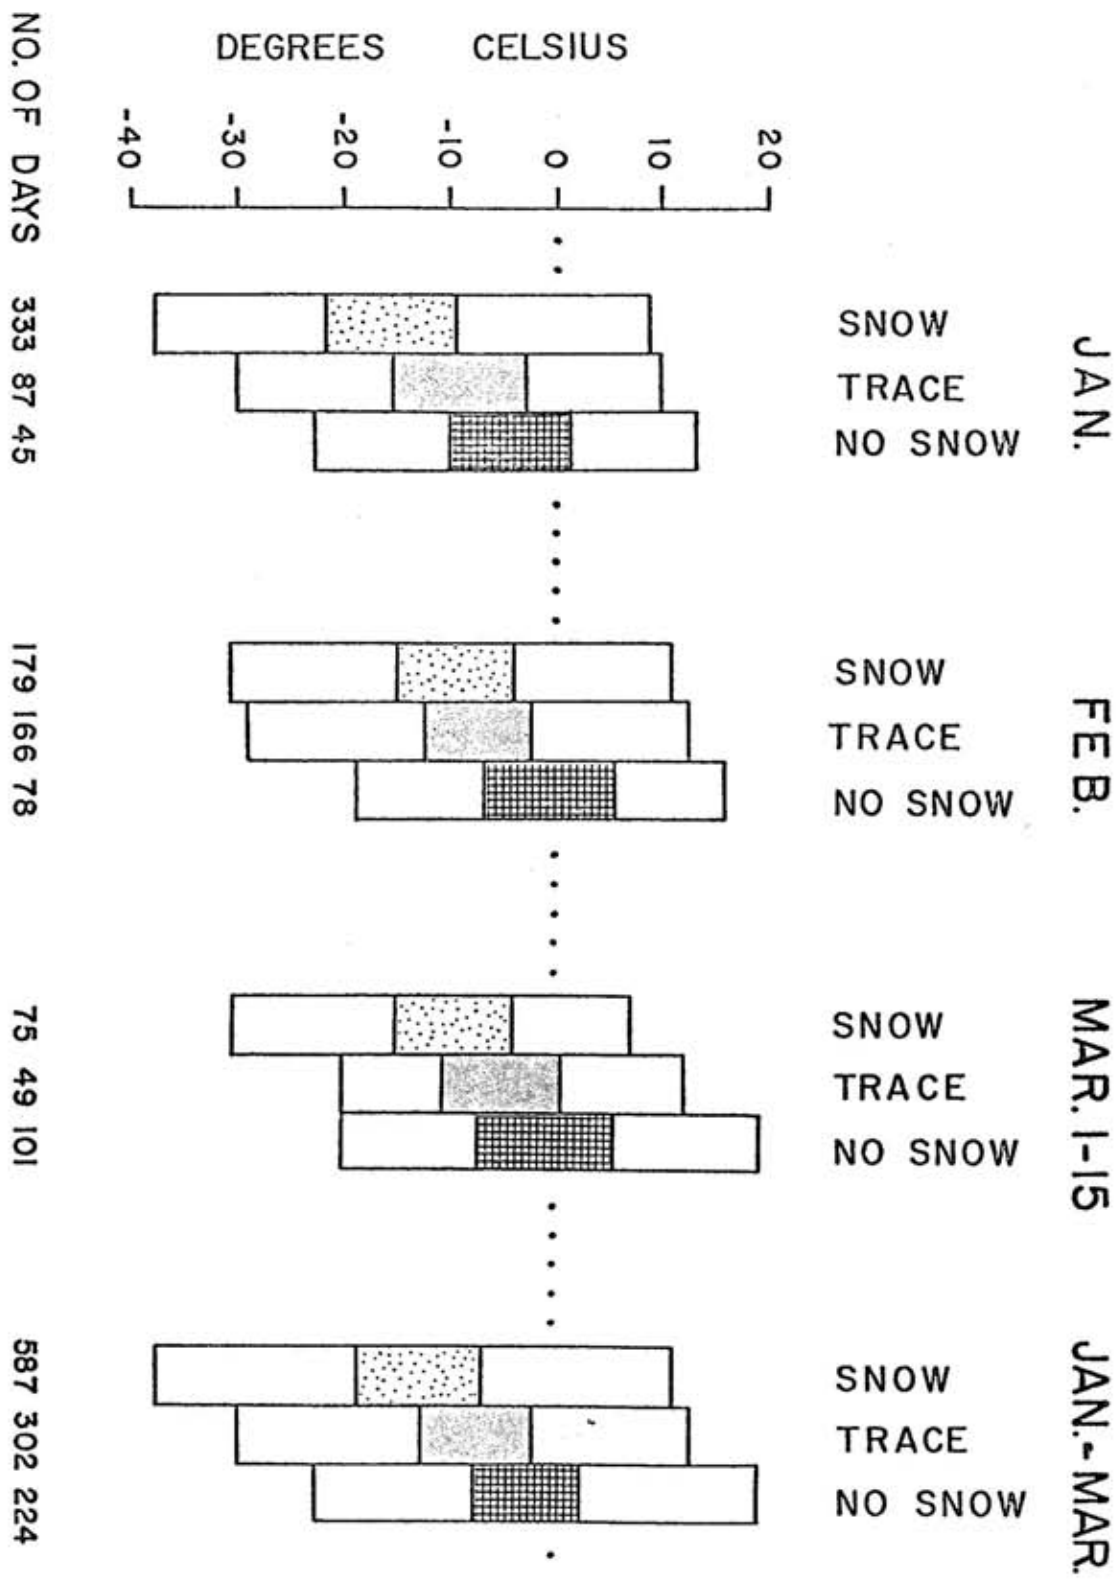 DEGREES CELSIUS
-40 -30 -20 -10 0 10 20
NO. OF DAYS
JAN.
333 SNOW
87 TRACE
45 NO SNOW
FEB.
179 SNOW
166 TRACE
78 NO SNOW
MAR. 1-15
75 SNOW
49 TRACE
101 NO SNOW
JAN.-MAR.
587 SNOW
302 TRACE
224 NO SNOW